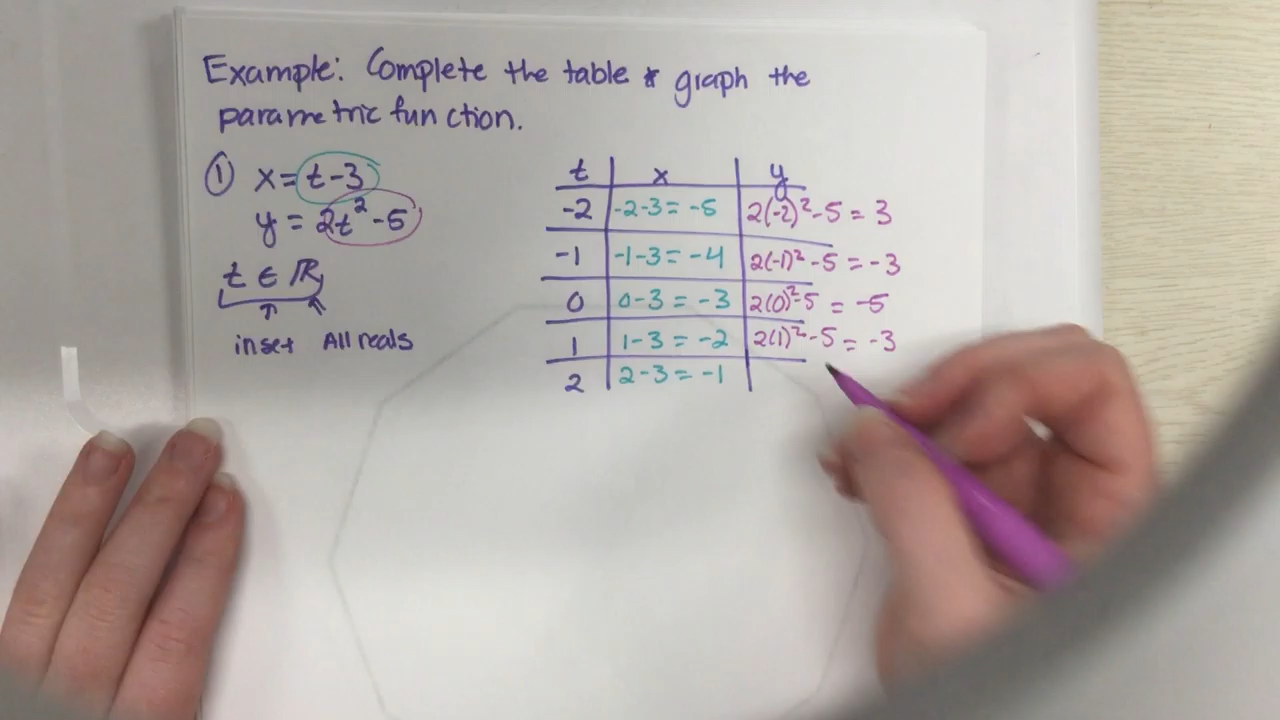 Example: Complete the table & graph the
parametric function.
① x = t - 3
y = 2t² - 5
t ∈ ℝ
↑ ↖
in set All reals
t x y
-2 -2-3 = -5 2(-2)² - 5 = 3
-1 -1-3 = -4 2(-1)² - 5 = -3
0 0-3 = -3 2(0)² - 5 = -5
1 1-3 = -2 2(1)² - 5 = -3
2 2-3 = -1